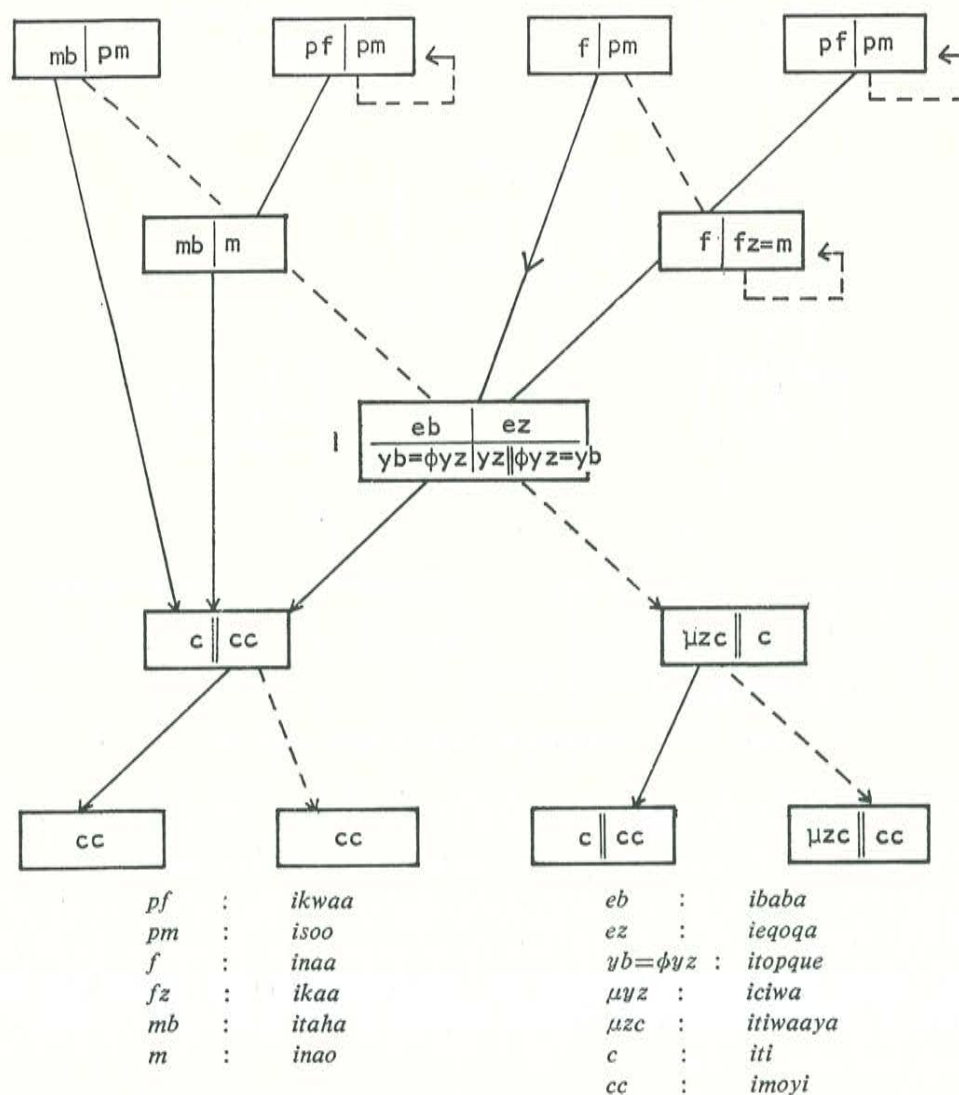 mb | pm
pf | pm
f | pm
pf | pm
mb | m
f | fz=m
I
eb | ez
yb=ϕyz | yz‖ϕyz=yb
c ‖ cc
μzc ‖ c
cc
cc
c ‖ cc
μzc ‖ cc
pf : ikwaa
pm : isoo
f : inaa
fz : ikaa
mb : itaha
m : inao
eb : ibaba
ez : ieqoqa
yb=ϕyz : itopque
μyz : iciwa
μzc : itiwaaya
c : iti
cc : imoyi